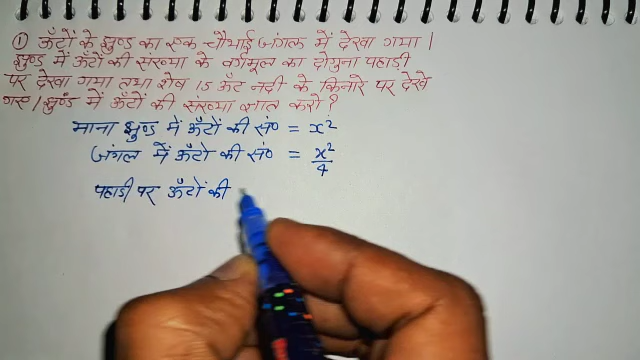 ① ऊँटों के झुण्ड का एक चौथाई जंगल में देखा गया |
झुण्ड में ऊँटों की संख्या के वर्गमूल का दोगुना पहाडी
पर देखा गया तथा शेष 15 ऊँट नदी के किनारे पर देखे
गए | झुण्ड में ऊँटों की सख्या ज्ञात करो ?
माना झुण्ड में ऊँटों की सं० = x²
जंगल में ऊँटो की सं० = x²/4
पहाडी पर ऊँटों की